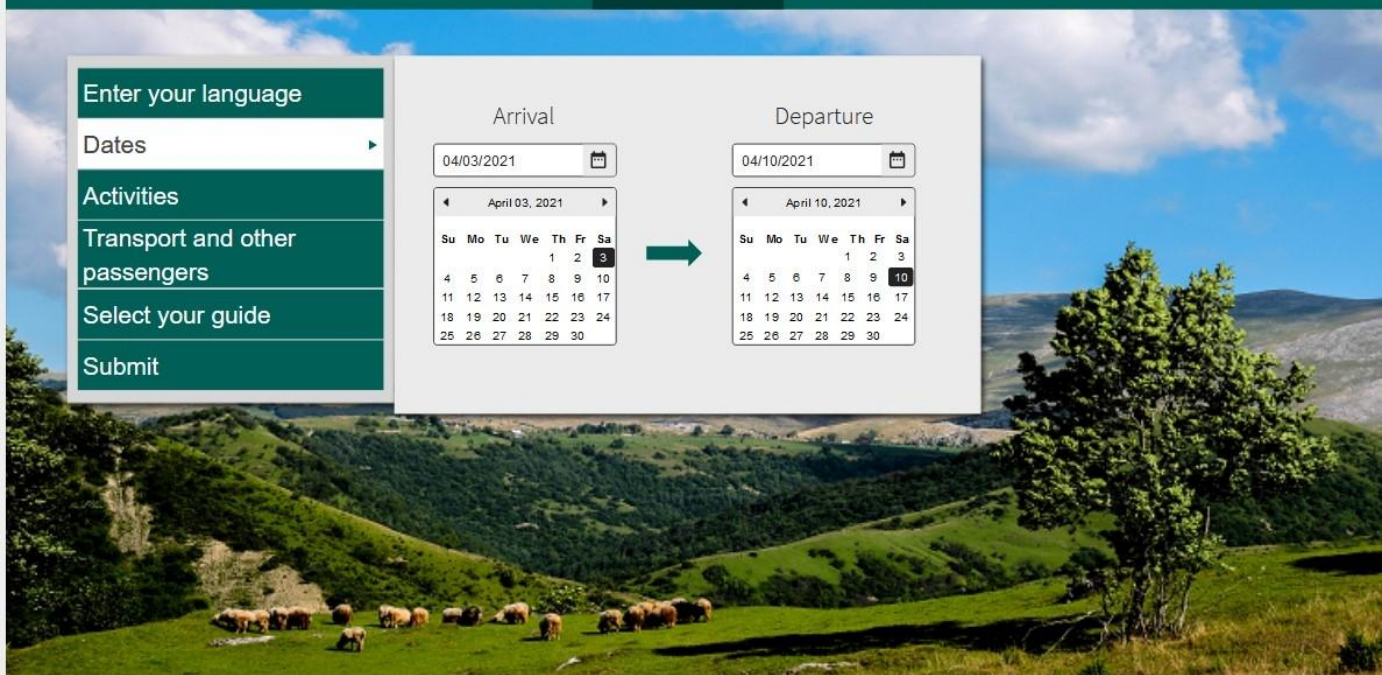 Enter your language
Dates
Activities
Transport and other
passengers
Select your guide
Submit
Arrival
04/03/2021
April 03, 2021
Su Mo Tu We Th Fr Sa
1 2 3
4 5 6 7 8 9 10
11 12 13 14 15 16 17
18 19 20 21 22 23 24
25 26 27 28 29 30
Departure
04/10/2021
April 10, 2021
Su Mo Tu We Th Fr Sa
1 2 3
4 5 6 7 8 9 10
11 12 13 14 15 16 17
18 19 20 21 22 23 24
25 26 27 28 29 30